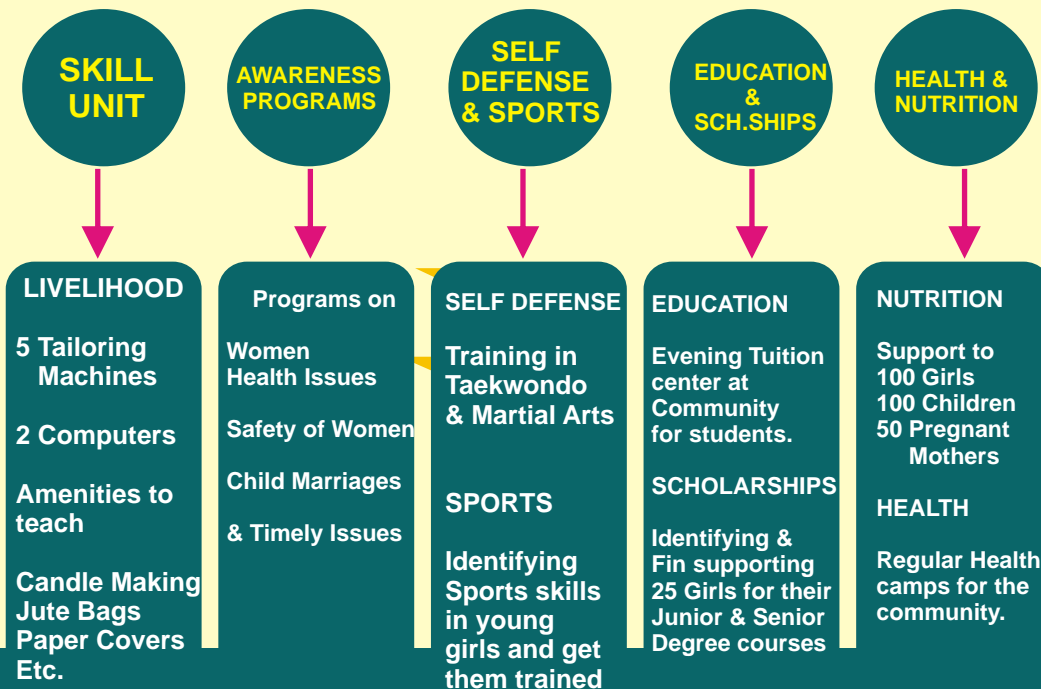 SKILL
UNIT
AWARENESS
PROGRAMS
SELF
DEFENSE
& SPORTS
EDUCATION
&
SCH.SHIPS
HEALTH &
NUTRITION
LIVELIHOOD
5 Tailoring
Machines
2 Computers
Amenities to
teach
Candle Making
Jute Bags
Paper Covers
Etc.
Programs on
Women
Health Issues
Safety of Women
Child Marriages
& Timely Issues
SELF DEFENSE
Training in
Taekwondo
& Martial Arts
SPORTS
Identifying
Sports skills
in young
girls and get
them trained
EDUCATION
Evening Tuition
center at
Community
for students.
SCHOLARSHIPS
Identifying &
Fin supporting
25 Girls for their
Junior & Senior
Degree courses
NUTRITION
Support to
100 Girls
100 Children
50 Pregnant
Mothers
HEALTH
Regular Health
camps for the
community.